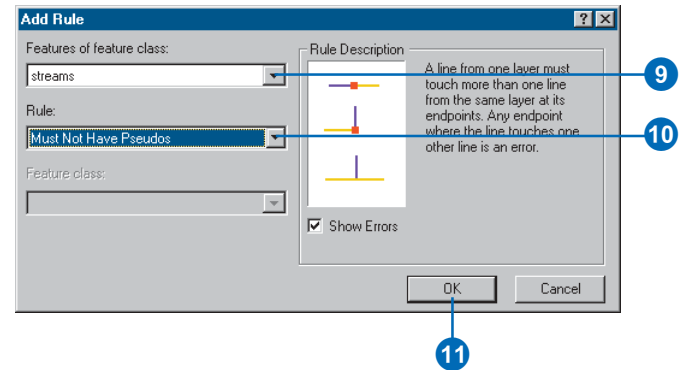 Add Rule
Features of feature class:
streams
Rule:
Must Not Have Pseudos
Feature class:
Rule Description
A line from one layer must
touch more than one line
from the same layer at its
endpoints. Any endpoint
where the line touches one
other line is an error.
Show Errors
OK
Cancel
9
10
11